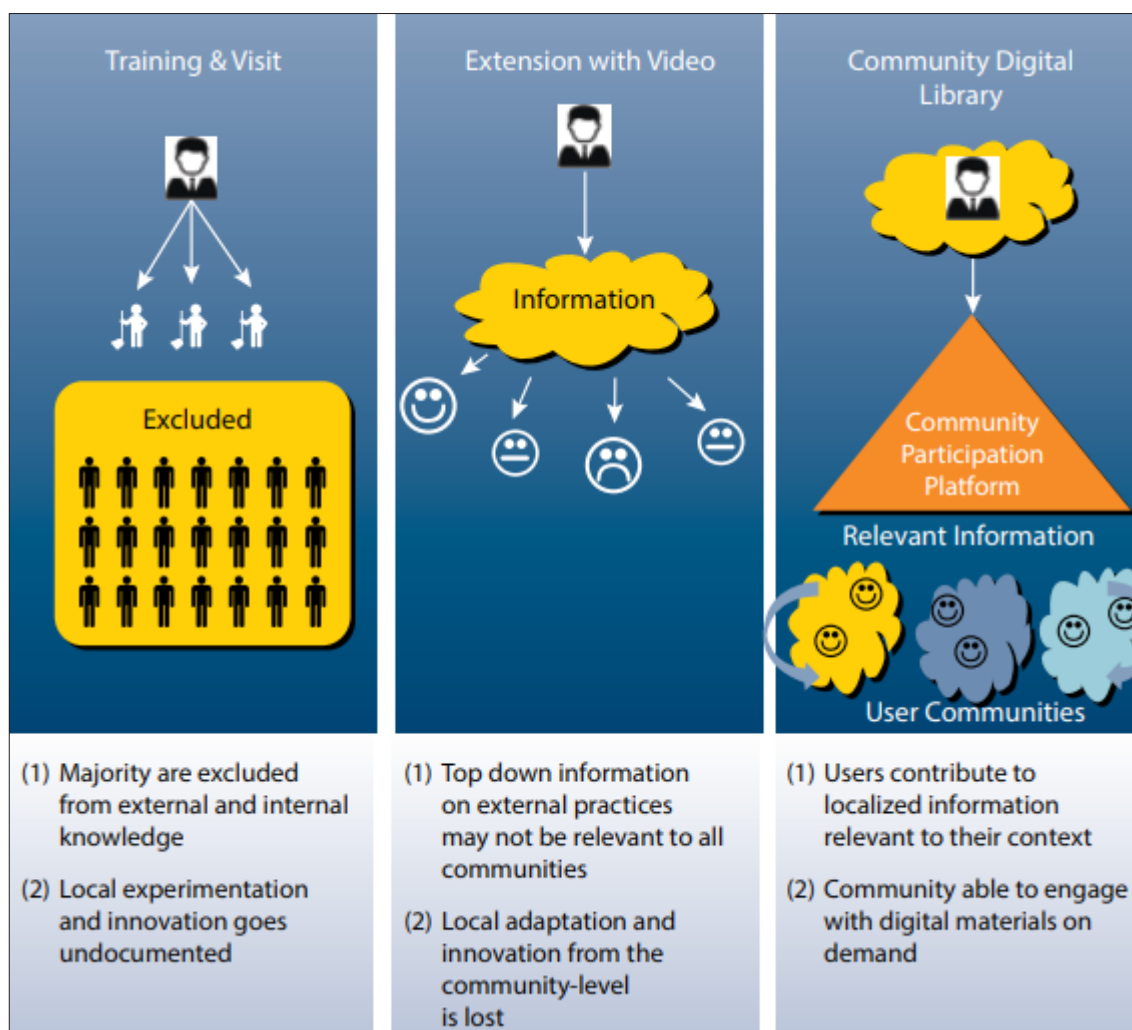 Training & Visit
Excluded
(1) Majority are excluded
from external and internal
knowledge
(2) Local experimentation
and innovation goes
undocumented
Extension with Video
Information
(1) Top down information
on external practices
may not be relevant to all
communities
(2) Local adaptation and
innovation from the
community-level
is lost
Community Digital
Library
Community
Participation
Platform
Relevant Information
User Communities
(1) Users contribute to
localized information
relevant to their context
(2) Community able to engage
with digital materials on
demand